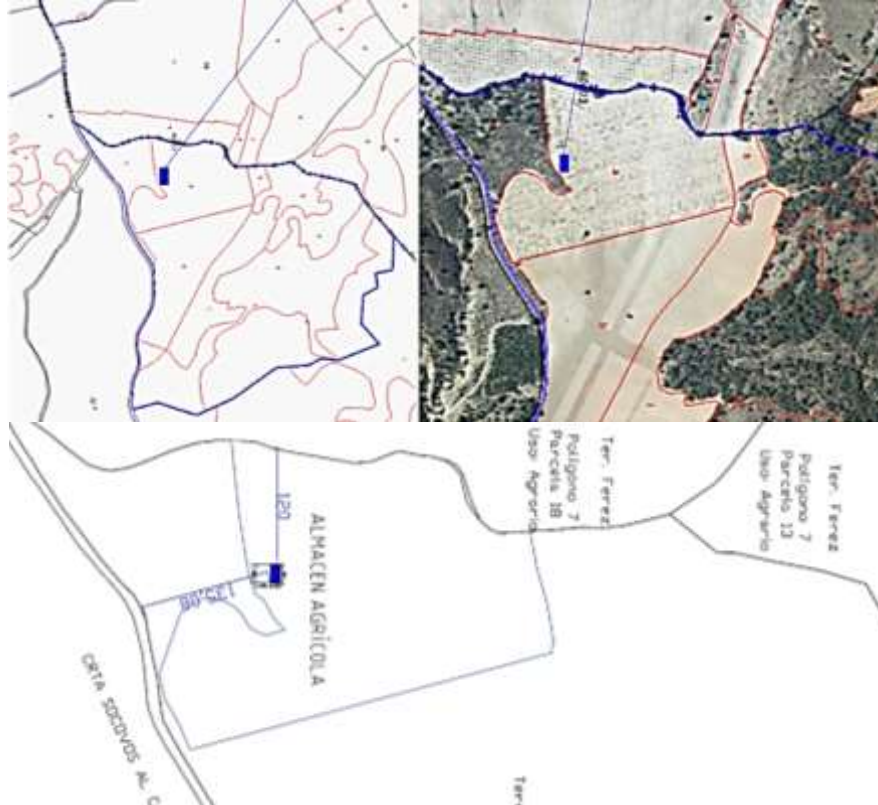 120
ALMACEN AGRÍCOLA
135,08
CRTA SOCOVOS AL C
Ter. Ferez
Polígono 7
Parcela 18
Uso: Agrario
Ter. Ferez
Polígono 7
Parcela 13
Uso: Agrario
Ter